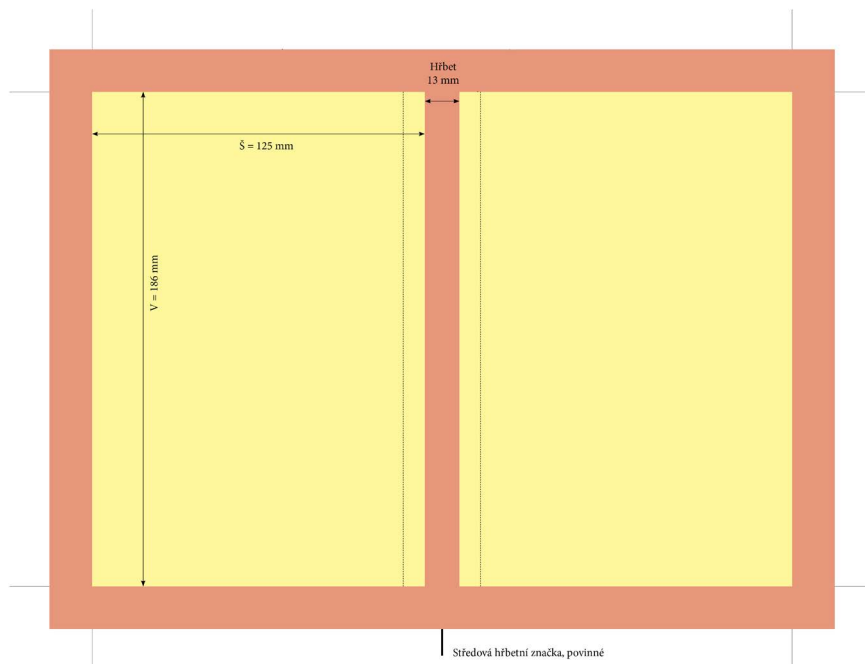 Hřbet
13 mm
Š = 125 mm
V = 186 mm
Středová hřbetní značka, povinné